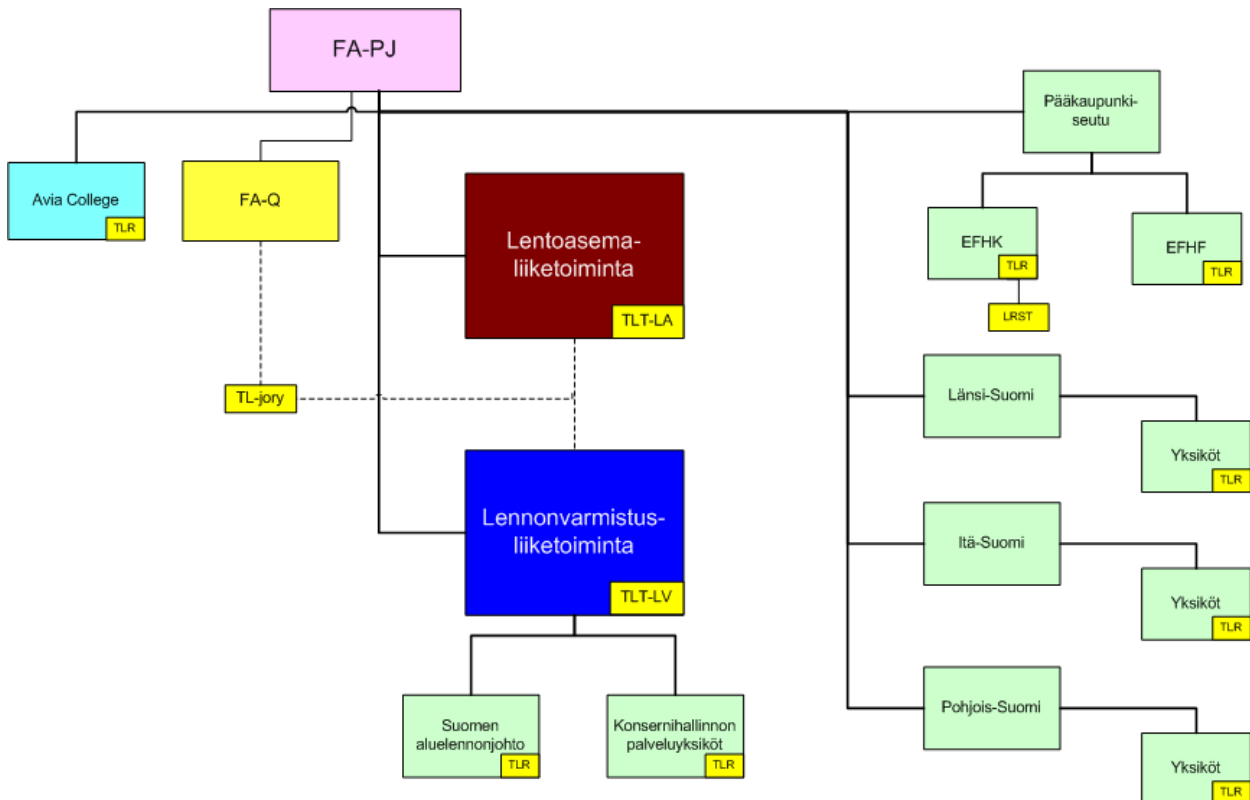 FA-PJ
Pääkaupunki-
seutu
Avia College
TLR
FA-Q
Lentoasema-
liiketoiminta
TLT-LA
EFHK
TLR
LRST
EFHF
TLR
TL-jory
Länsi-Suomi
Yksiköt
TLR
Lennonvarmistus-
liiketoiminta
TLT-LV
Itä-Suomi
Yksiköt
TLR
Suomen
aluelennonjohto
TLR
Konsernihallinnon
palveluyksiköt
TLR
Pohjois-Suomi
Yksiköt
TLR